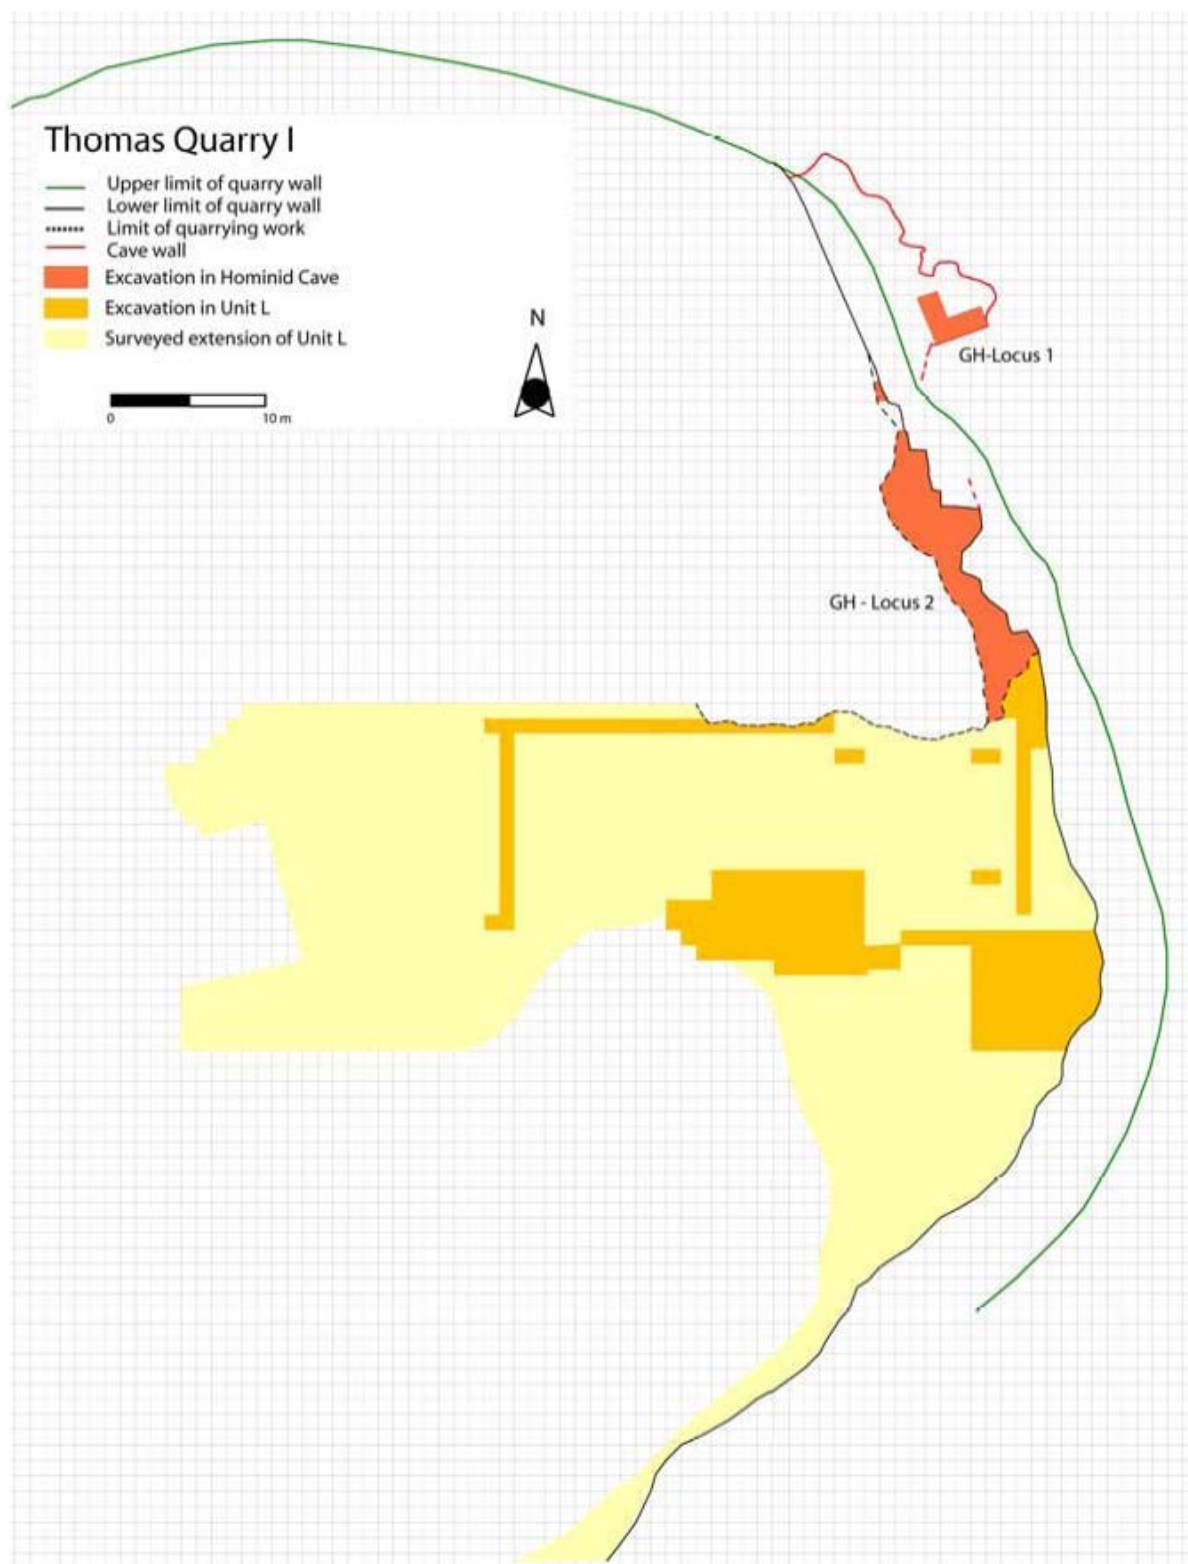 Thomas Quarry I
Upper limit of quarry wall
Lower limit of quarry wall
Limit of quarrying work
Cave wall
Excavation in Hominid Cave
Excavation in Unit L
Surveyed extension of Unit L
0 10 m
N
GH-Locus 1
GH - Locus 2